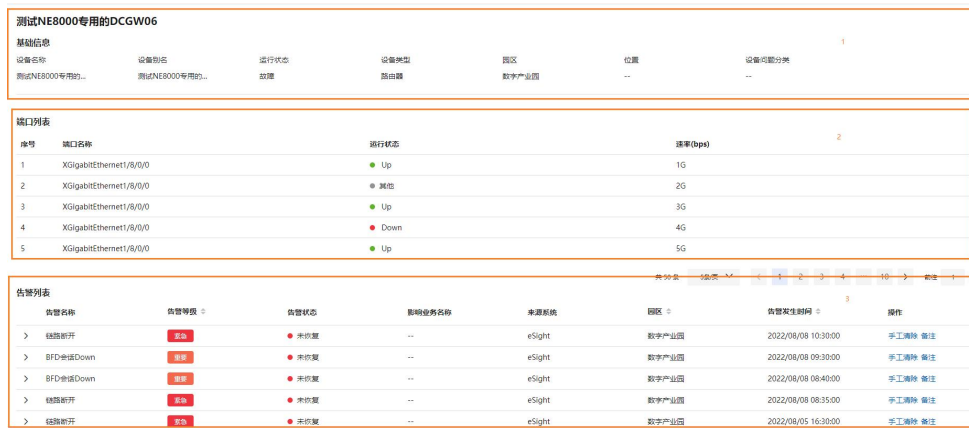 测试NE8000专用的DCGW06
基础信息
1
设备名称 设备别名 运行状态 设备类型 园区 位置 设备问题分类
测试NE8000专用的... 测试NE8000专用的... 故障 路由器 数字产业园 -- --
端口列表
2
序号 端口名称 运行状态 速率(bps)
1 XGigabitEthernet1/8/0/0 Up 1G
2 XGigabitEthernet1/8/0/0 其他 2G
3 XGigabitEthernet1/8/0/0 Up 3G
4 XGigabitEthernet1/8/0/0 Down 4G
5 XGigabitEthernet1/8/0/0 Up 5G
共 50 条 5条/页 1 2 3 4 10 前往 1
告警列表
3
告警名称 告警等级 告警状态 影响业务名称 来源系统 园区 告警发生时间 操作
链路断开 紧急 未恢复 -- eSight 数字产业园 2022/08/08 10:30:00 手工清除 备注
BFD会话Down 重要 未恢复 -- eSight 数字产业园 2022/08/08 09:30:00 手工清除 备注
BFD会话Down 重要 未恢复 -- eSight 数字产业园 2022/08/08 08:40:00 手工清除 备注
链路断开 紧急 未恢复 -- eSight 数字产业园 2022/08/08 08:35:00 手工清除 备注
链路断开 紧急 未恢复 -- eSight 数字产业园 2022/08/05 16:30:00 手工清除 备注